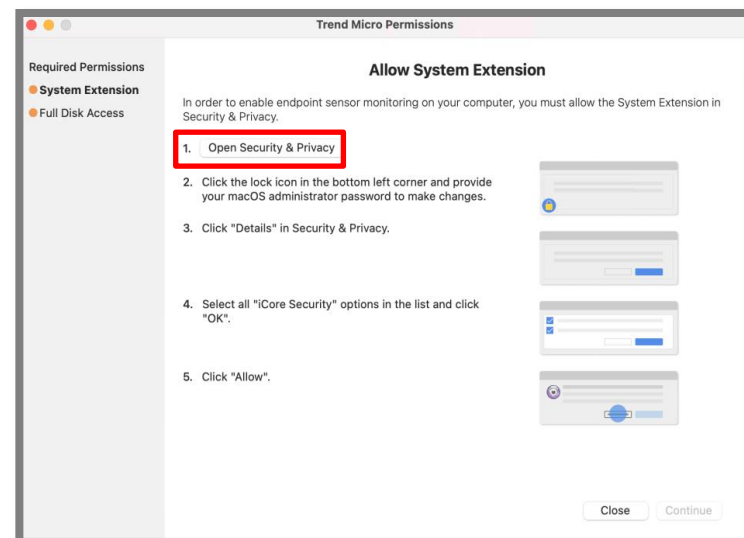 Trend Micro Permissions
Required Permissions
System Extension
Full Disk Access
Allow System Extension
In order to enable endpoint sensor monitoring on your computer, you must allow the System Extension in
Security & Privacy.
1. Open Security & Privacy
2. Click the lock icon in the bottom left corner and provide
your macOS administrator password to make changes.
3. Click "Details" in Security & Privacy.
4. Select all "iCore Security" options in the list and click
"OK".
5. Click "Allow".
Close Continue